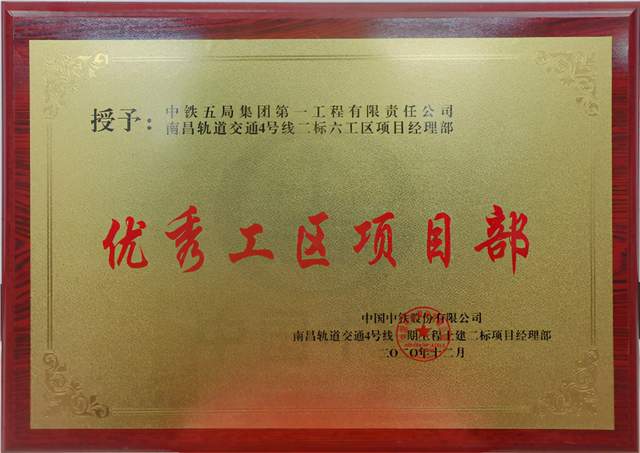 授予：
中铁五局集团第一工程有限责任公司
南昌轨道交通4号线二标六工区项目经理部
优秀工区项目部
中国中铁股份有限公司
南昌轨道交通4号线一期工程土建二标项目经理部
二〇二〇年十二月